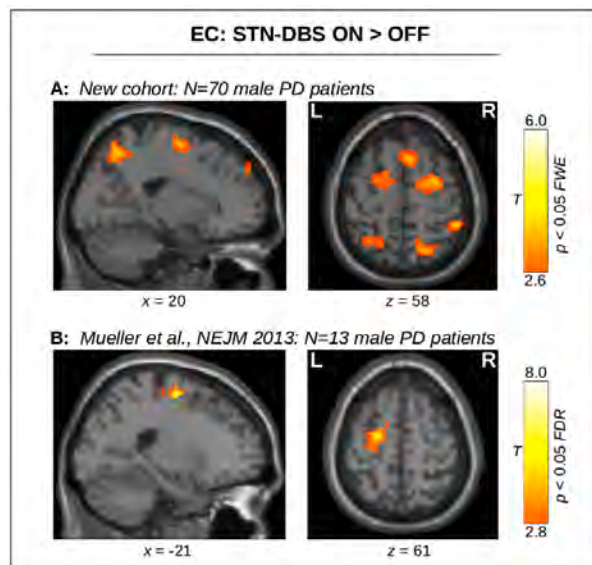 EC: STN-DBS ON > OFF
A: New cohort: N=70 male PD patients
L R
6.0
T
p < 0.05 FWE
2.6
x = 20
z = 58
B: Mueller et al., NEJM 2013: N=13 male PD patients
L R
8.0
T
p < 0.05 FDR
2.8
x = -21
z = 61